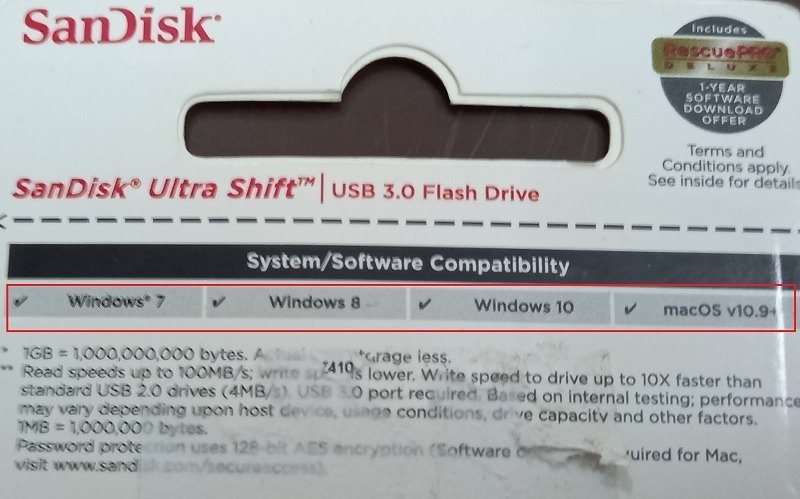 SanDisk®
Includes
RescuePRO®
DELUXE
1-YEAR
SOFTWARE
DOWNLOAD
OFFER
Terms and
Conditions apply.
See inside for details
SanDisk® Ultra Shift™ | USB 3.0 Flash Drive
System/Software Compatibility
✓ Windows® 7 ✓ Windows 8 ✓ Windows 10 ✓ macOS v10.9+
* 1GB = 1,000,000,000 bytes. Actual storage less.
** Read speeds up to 100MB/s; write lower. Write speed to drive up to 10X faster than
7410
standard USB 2.0 drives (4MB/s). USB 3.0 port required. Based on internal testing; performance
may vary depending upon host device, usage conditions, drive capacity and other factors.
1MB = 1,000,000 bytes.
Password protection uses 128-bit AES encryption (Software for Mac,
visit www.sandisk.com/secureaccess).